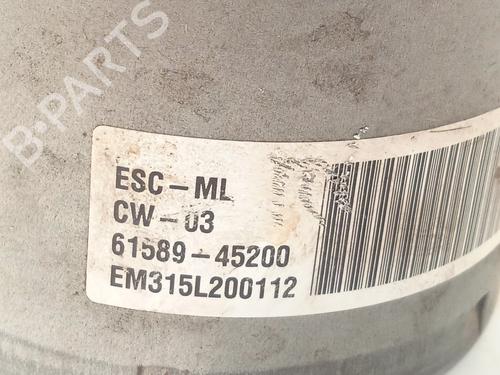 B-PARTS
ESC-ML
CW-03
61589-45200
EM315L200112